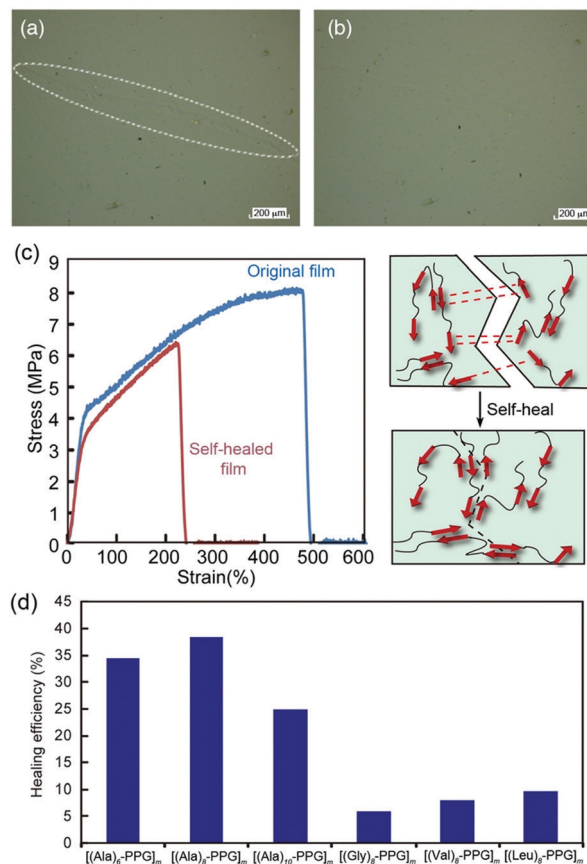 (a)
200 μm
(b)
200 μm
(c)
Stress (MPa)
9
8
7
6
5
4
3
2
1
0
Original film
Self-healed
film
0
100
200
300
400
500
600
Strain(%)
Self-heal
(d)
Healing efficiency (%)
45
40
35
30
25
20
15
10
5
0
[(Ala)₆-PPG]ₘ
[(Ala)₈-PPG]ₘ
[(Ala)₁₀-PPG]ₘ
[(Gly)₈-PPG]ₘ
[(Val)₈-PPG]ₘ
[(Leu)₈-PPG]ₘ